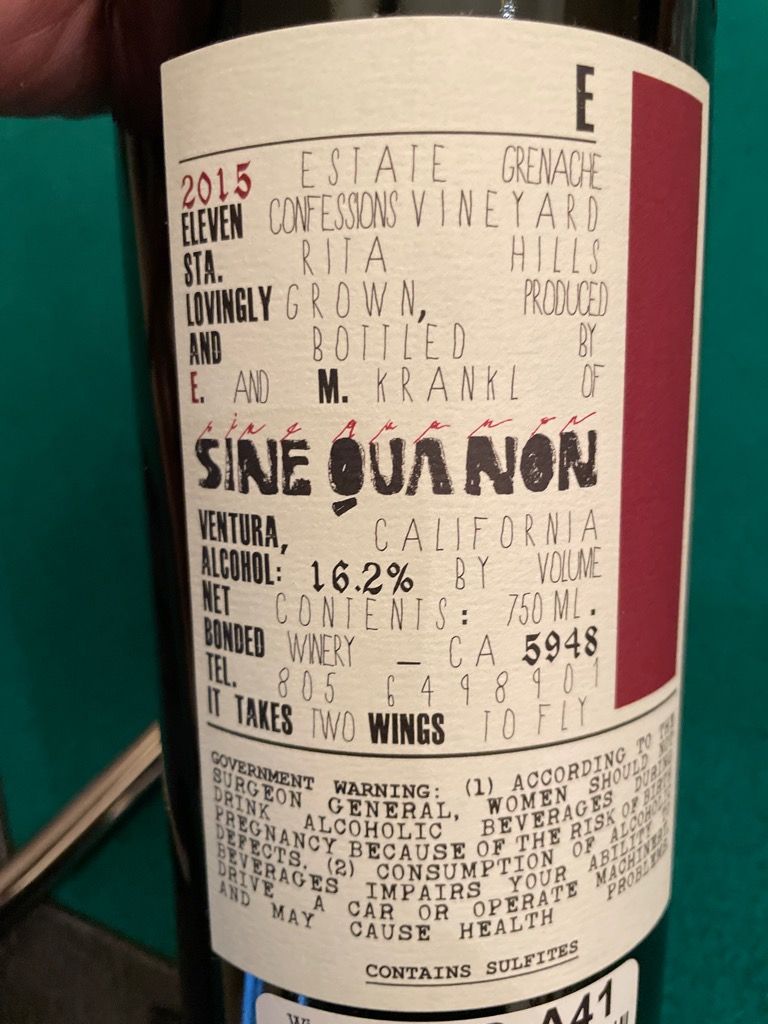 E
2015 ESTATE GRENACHE
ELEVEN CONFESSIONS VINEYARD
STA. RITA HILLS
LOVINGLY GROWN, PRODUCED
AND BOTTLED BY
E. AND M. KRANKL OF
sine qua non
SINE QUA NON
VENTURA, CALIFORNIA
ALCOHOL: 16.2% BY VOLUME
NET CONTENTS: 750 ML.
BONDED WINERY _ CA 5948
TEL. 805 6498901
IT TAKES TWO WINGS TO FLY
GOVERNMENT WARNING: (1) ACCORDING TO THE
SURGEON GENERAL, WOMEN SHOULD NOT
DRINK ALCOHOLIC BEVERAGES DURING
PREGNANCY BECAUSE OF THE RISK OF BIRTH
DEFECTS. (2) CONSUMPTION OF ALCOHOLIC
BEVERAGES IMPAIRS YOUR ABILITY TO
DRIVE A CAR OR OPERATE MACHINERY
AND MAY CAUSE HEALTH PROBLEMS
CONTAINS SULFITES
A41